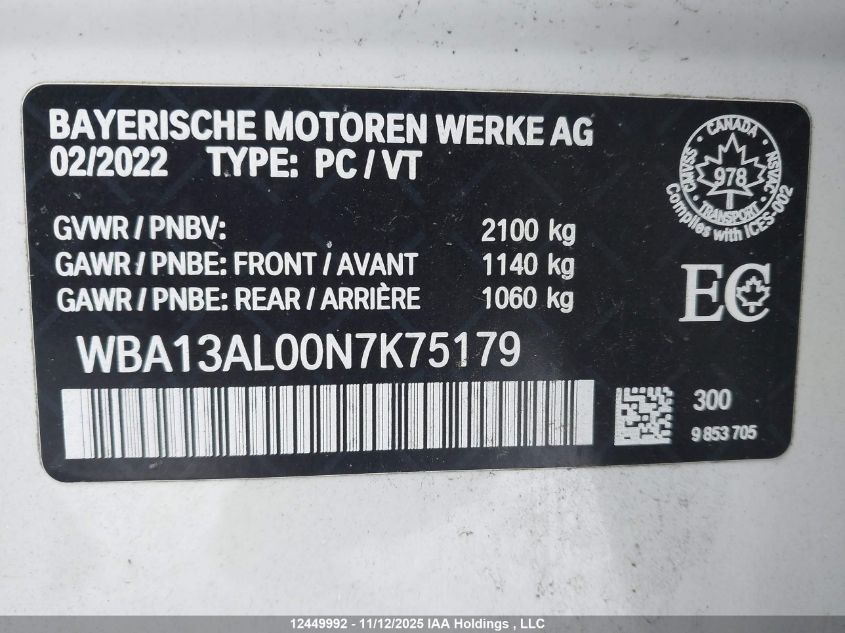 BAYERISCHE MOTOREN WERKE AG
02/2022 TYPE: PC / VT
GVWR / PNBV: 2100 kg
GAWR / PNBE: FRONT / AVANT 1140 kg
GAWR / PNBE: REAR / ARRIÈRE 1060 kg
WBA13AL00N7K75179
CANADA
CMVSS
NSVAC
978
TRANSPORT
Complies with ICES-002
EC
300
9 853 705
12449992 - 11/12/2025 IAA Holdings , LLC